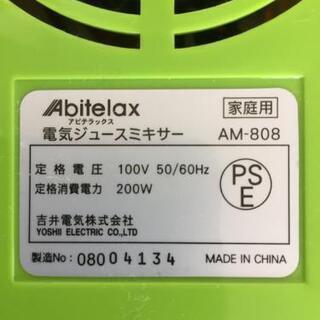 Abitelax
アビテラックス
家庭用
電気ジュースミキサー AM-808
定格電圧 100V 50/60Hz
定格消費電力 200W
PS
E
吉井電気株式会社
YOSHII ELECTRIC CO.,LTD
製造No: 08004134 MADE IN CHINA